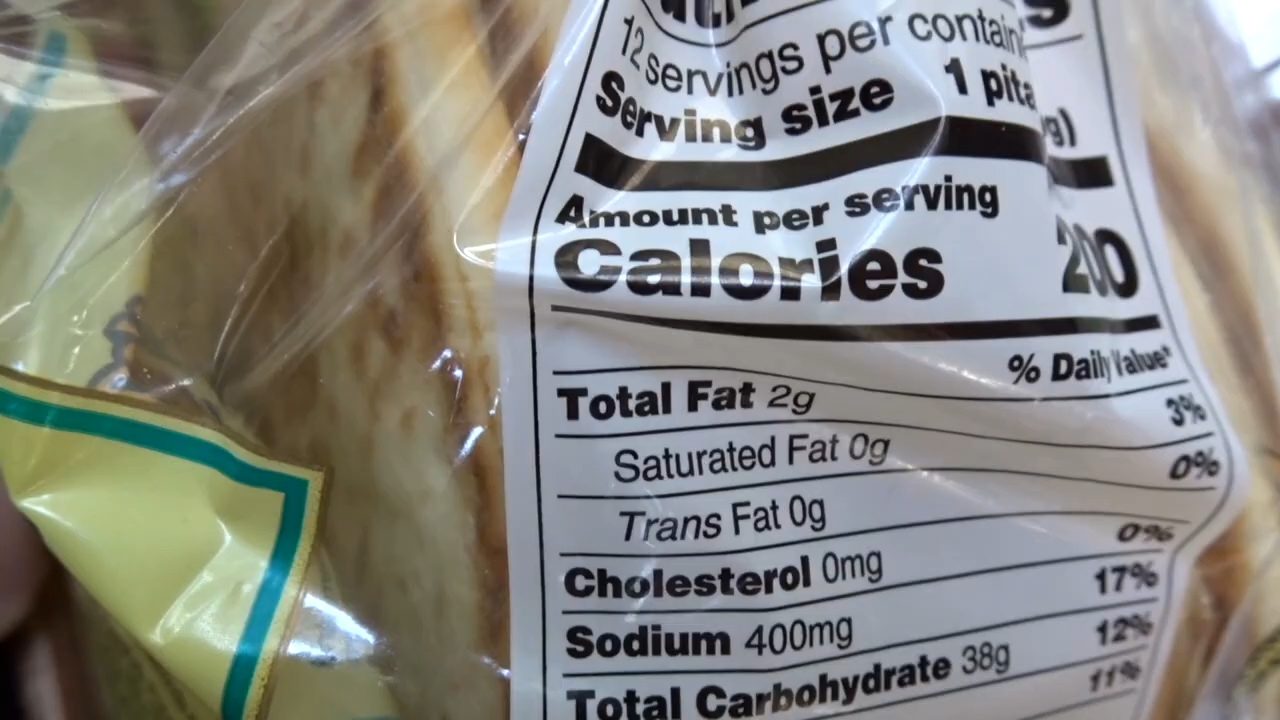 12 servings per contain
Serving size 1 pita
g)
Amount per serving
Calories 200
% Daily Value*
Total Fat 2g 3%
Saturated Fat 0g 0%
Trans Fat 0g
Cholesterol 0mg 0%
Sodium 400mg 17%
Total Carbohydrate 38g 12%
11%